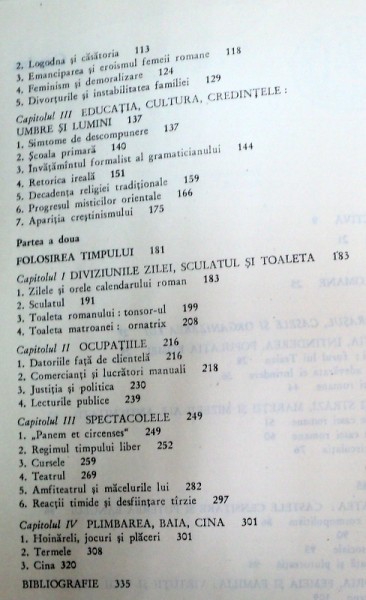 2. Logodna și căsătoria 113
3. Emanciparea și eroismul femeii romane 118
4. Feminism și demoralizare 124
5. Divorțurile și instabilitatea familiei 129
Capitolul III EDUCAȚIA, CULTURA, CREDINȚELE :
UMBRE ȘI LUMINI 137
1. Simtome de descompunere 137
2. Școala primară 140
3. Învățămîntul formalist al gramaticianului 144
4. Retorica ireală 151
5. Decadența religiei tradiționale 159
6. Progresul misticilor orientale 166
7. Apariția creștinismului 175
Partea a doua
FOLOSIREA TIMPULUI 181
Capitolul I DIVIZIUNILE ZILEI, SCULATUL ȘI TOALETA 183
1. Zilele și orele calendarului roman 183
2. Sculatul 191
3. Toaleta romanului : tonsor-ul 199
4. Toaleta matroanei : ornatrix 208
Capitolul II OCUPAȚIILE 216
1. Datoriile față de clientelă 216
2. Comercianți și lucrători manuali 218
3. Justiția și politica 230
4. Lecturile publice 239
Capitolul III SPECTACOLELE 249
1. „Panem et circenses" 249
2. Regimul timpului liber 252
3. Cursele 259
4. Teatrul 269
5. Amfiteatrul și măcelurile lui 282
6. Reacții timide și desființare tîrzie 297
Capitolul IV PLIMBAREA, BAIA, CINA 301
1. Hoinăreli, jocuri și plăceri 301
2. Termele 308
3. Cina 320
BIBLIOGRAFIE 335